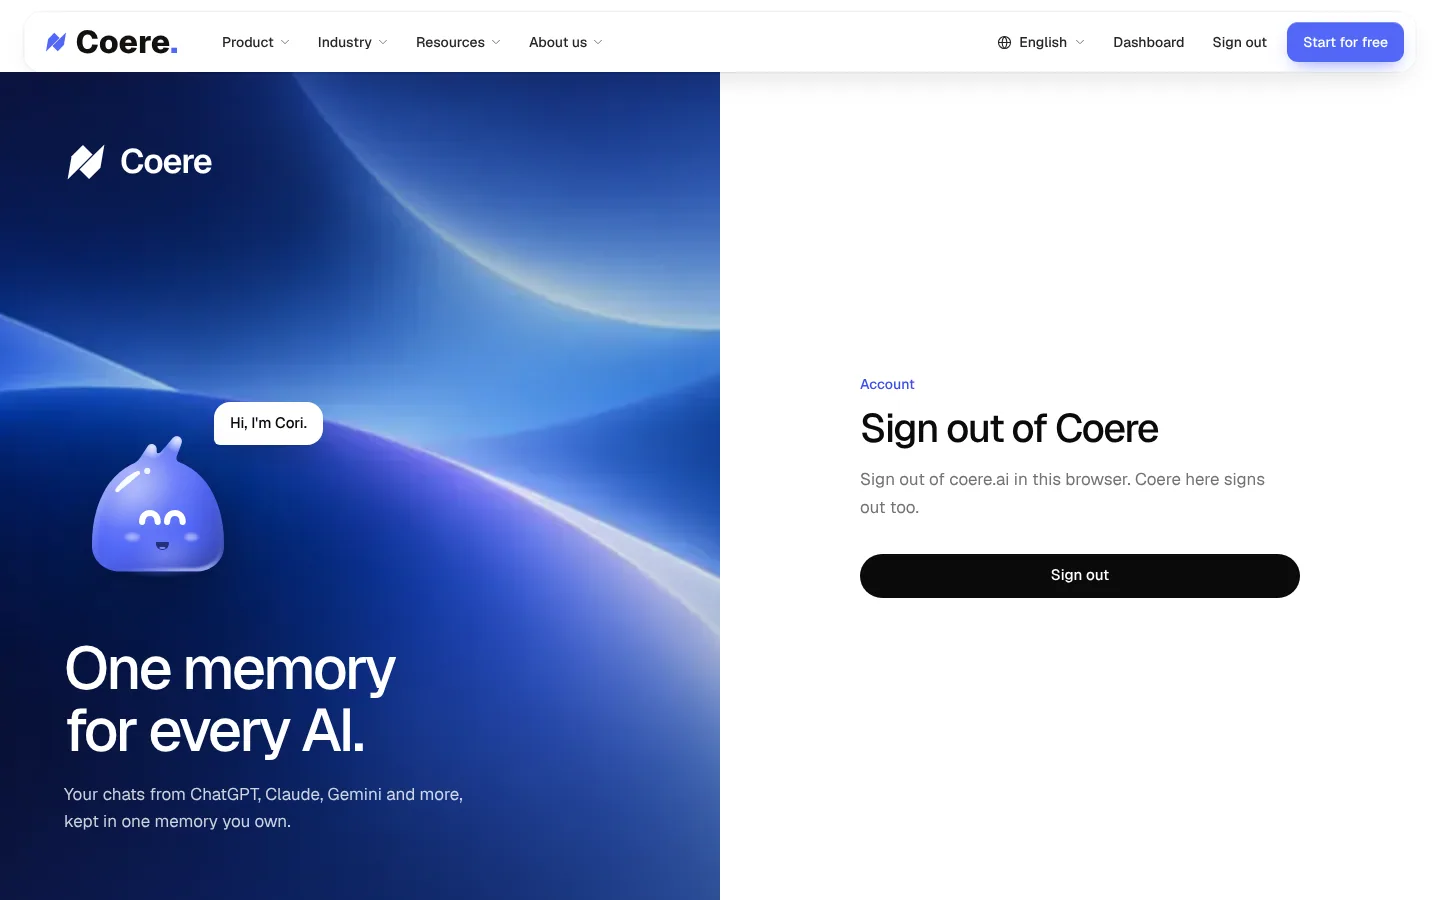 Coere.
Product
Industry
Resources
About us
English
Dashboard
Sign out
Start for free
Coere
Hi, I'm Cori.
One memory
for every AI.
Your chats from ChatGPT, Claude, Gemini and more,
kept in one memory you own.
Account
Sign out of Coere
Sign out of coere.ai in this browser. Coere here signs
out too.
Sign out